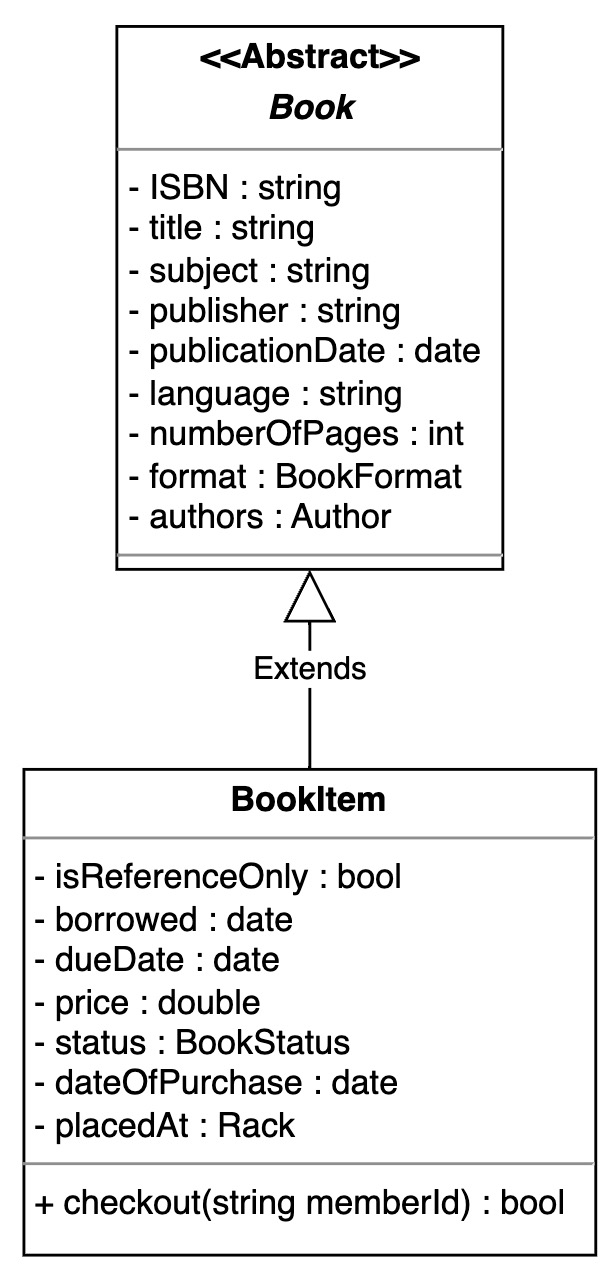 <<Abstract>>
Book
- ISBN : string
- title : string
- subject : string
- publisher : string
- publicationDate : date
- language : string
- numberOfPages : int
- format : BookFormat
- authors : Author
Extends
BookItem
- isReferenceOnly : bool
- borrowed : date
- dueDate : date
- price : double
- status : BookStatus
- dateOfPurchase : date
- placedAt : Rack
+ checkout(string memberId) : bool